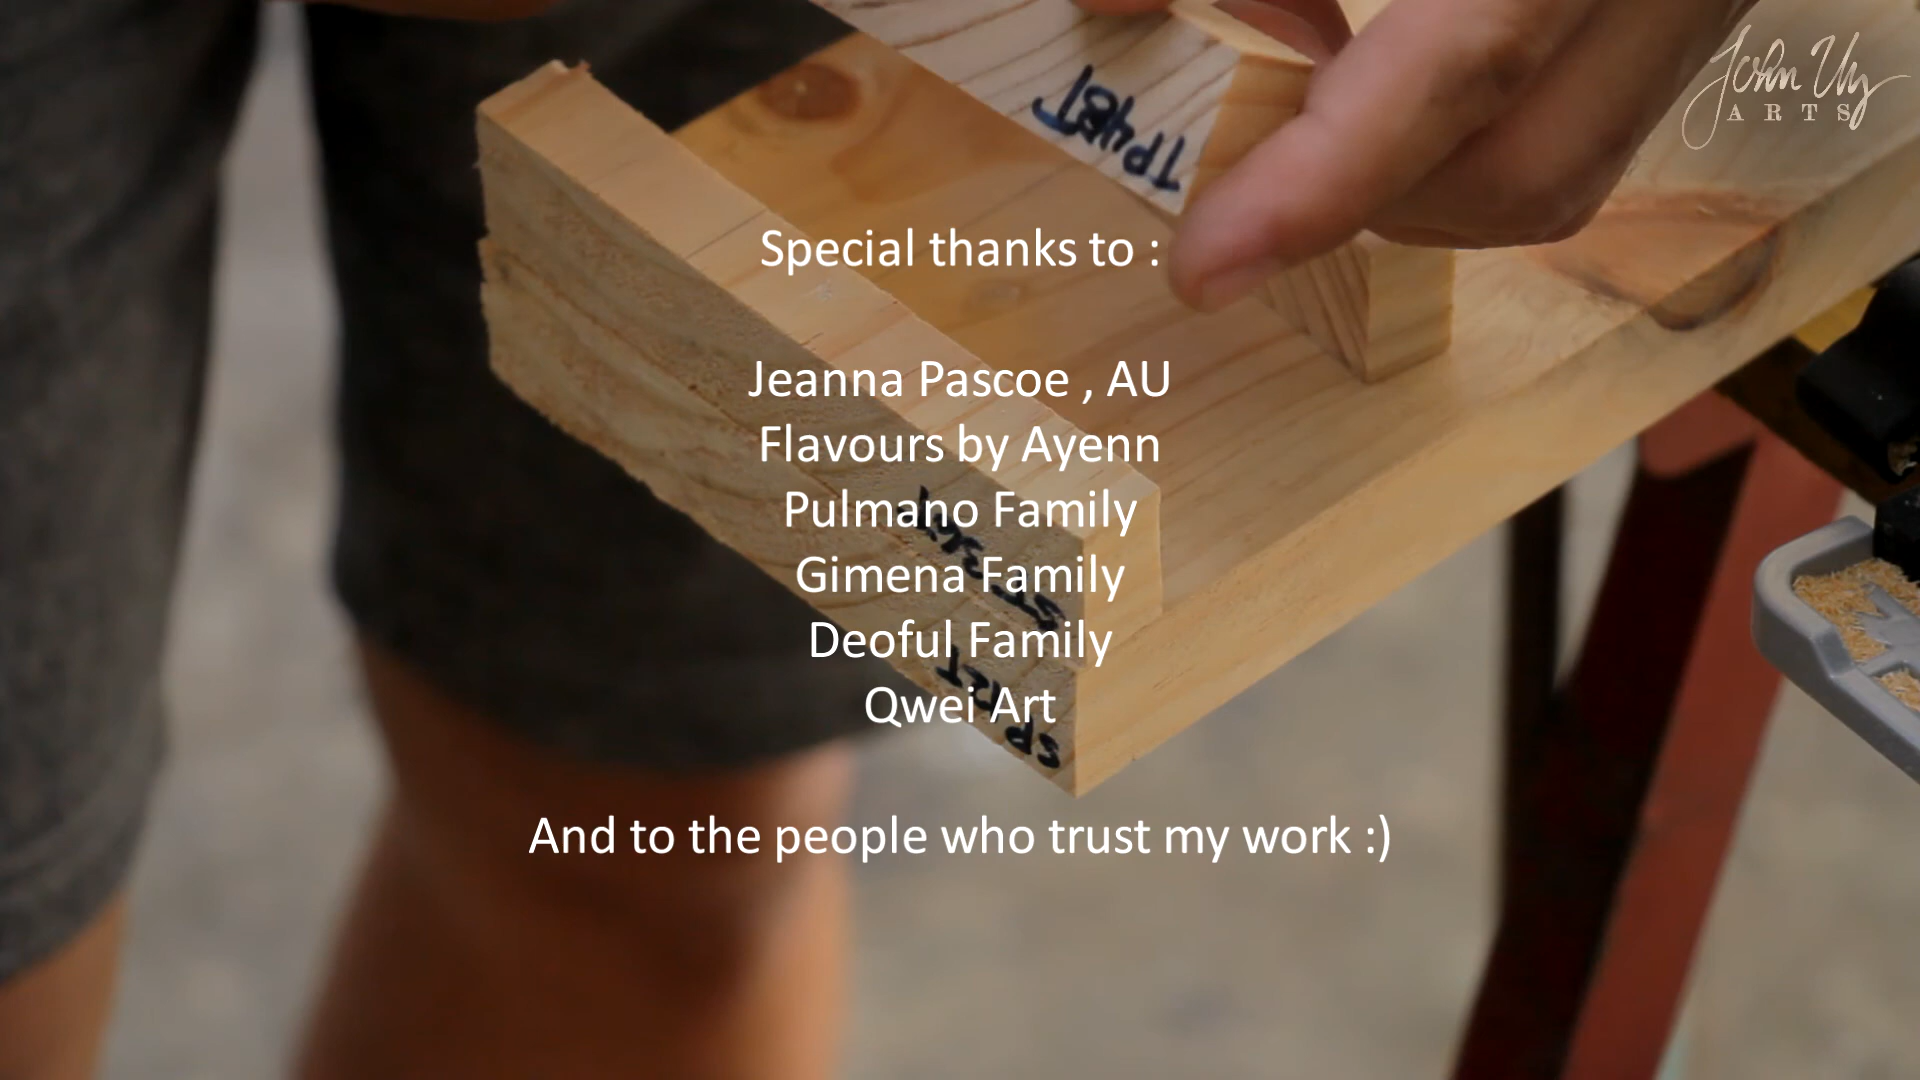 John Uy
ARTS
TP48T
Special thanks to :
Jeanna Pascoe , AU
Flavours by Ayenn
Pulmano Family
Gimena Family
Deoful Family
Qwei Art
And to the people who trust my work :)